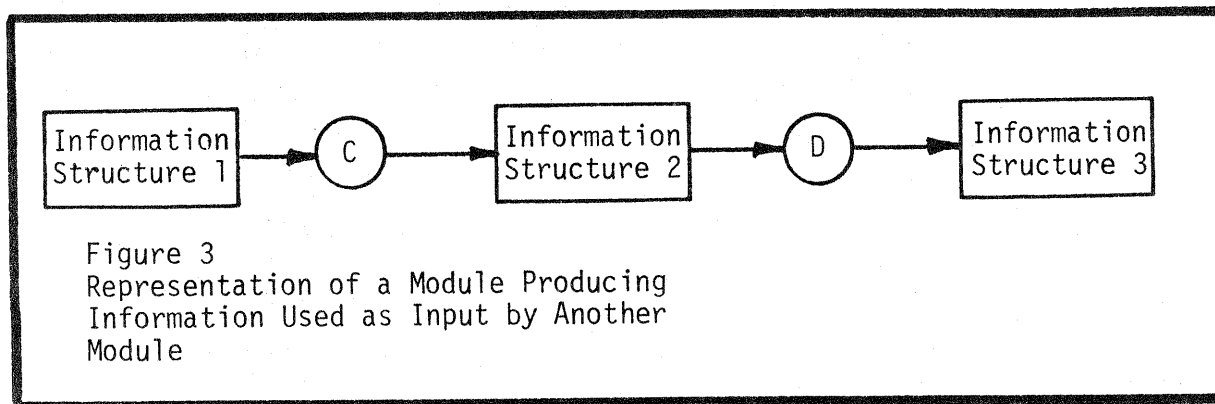 Information
Structure 1
C
Information
Structure 2
D
Information
Structure 3
Figure 3
Representation of a Module Producing
Information Used as Input by Another
Module